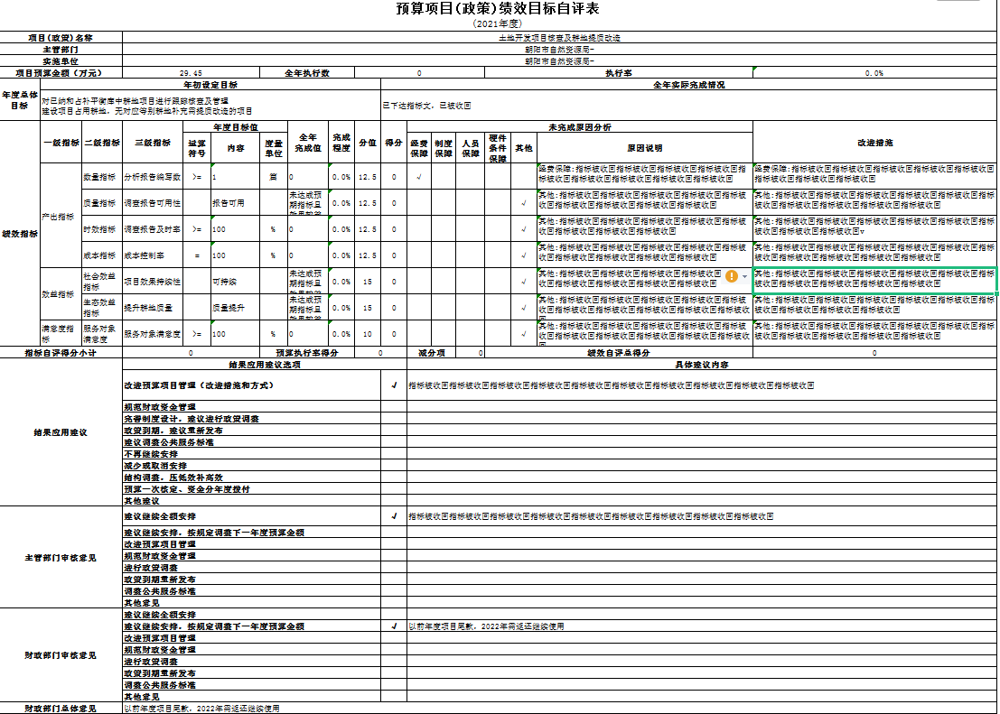 预算项目(政策)绩效目标自评表
(2021年度)
项目(政策)名称 土地开发项目核查及耕地提质改造
主管部门 朝阳市自然资源局-
实施单位 朝阳市自然资源局-
项目预算金额（万元） 29.45 全年执行数 0 执行率 0.0%
年度总体目标 年初设定目标 全年实际完成情况
对已纳和占补平衡库中耕地项目进行跟踪核查及管理
建设项目占用耕地，无对应等别耕地补充需提质改造的项目
已下达指标文，已被收回
绩效指标 一级指标 二级指标 三级指标 年度目标值 全年完成值 完成程度 分值 得分 未完成原因分析 改进措施
运算符号 内容 度量单位 经费保障 制度保障 人员保障 硬件条件保障 其他 原因说明
产出指标 数量指标 分析报告编写数 >= 1 篇 0 0.0% 12.5 0 √
经费保障:指标被收回指标被收回指标被收回指标被收回指标被收回指标被收回指标被收回指标被收回
经费保障:指标被收回指标被收回指标被收回指标被收回指标被收回指标被收回指标被收回
质量指标 调查报告可用性 报告可用 未达成预期指标且 0.0% 12.5 0 √
其他:指标被收回指标被收回指标被收回指标被收回指标被收回指标被收回指标被收回指标被收回
其他:指标被收回指标被收回指标被收回指标被收回指标被收回指标被收回指标被收回指标被收回
时效指标 调查报告及时率 >= 100 % 0 0.0% 12.5 0 √
其他:指标被收回指标被收回指标被收回指标被收回指标被收回指标被收回指标被收回
其他:指标被收回指标被收回指标被收回指标被收回指标被收回指标被收回v
成本指标 成本控制率 = 100 % 0 0.0% 12.5 0 √
其他:指标被收回指标被收回指标被收回指标被收回指标被收回指标被收回指标被收回指标被收回
其他:指标被收回指标被收回指标被收回指标被收回指标被收回指标被收回指标被收回指标被收回
效益指标 社会效益指标 项目效果持续性 可持续 未达成预期指标且 0.0% 15 0 √
其他:指标被收回指标被收回指标被收回指标被收回指标被收回指标被收回指标被收回
其他:指标被收回指标被收回指标被收回指标被收回指标被收回指标被收回指标被收回指标被收回
生态效益指标 提升耕地质量 质量提升 未达成预期指标且 0.0% 15 0 √
其他:指标被收回指标被收回指标被收回指标被收回指标被收回指标被收回指标被收回指标被收回
其他:指标被收回指标被收回指标被收回指标被收回指标被收回指标被收回指标被收回
满意度指标 服务对象满意度 服务对象满意度 >= 100 % 0 0.0% 10 0 √
其他:指标被收回指标被收回指标被收回指标被收回指标被收回指标被收回指标被收回指标被收回
其他:指标被收回指标被收回指标被收回指标被收回指标被收回指标被收回指标被收回指标被收回
指标自评得分小计 0 预算执行率得分 0 减分项 0 绩效自评总得分 0
结果应用建议 结果应用建议选项 具体建议内容
改进预算项目管理（改进措施和方式） √ 指标被收回指标被收回指标被收回指标被收回指标被收回指标被收回指标被收回指标被收回指标被收回指标被收回
规范财政资金管理
完善制度设计，建议进行政策调整
政策到期，建议重新发布
建议调整公共服务标准
不再继续安排
减少或取消安排
结构调整，压低效补高效
预算一次核定、资金分年度拨付
其他建议
主管部门审核意见 建议继续全额安排 √ 指标被收回指标被收回指标被收回指标被收回指标被收回指标被收回指标被收回指标被收回指标被收回
建议继续安排，按规定调整下一年度预算金额
改进预算项目管理
规范财政资金管理
进行政策调整
政策到期重新发布
调整公共服务标准
其他意见
财政部门审核意见 建议继续全额安排
建议继续安排，按规定调整下一年度预算金额 √ 以前年度项目尾款，2022年需返还继续使用
改进预算项目管理
规范财政资金管理
进行政策调整
政策到期重新发布
调整公共服务标准
其他意见
财政部门总体意见 以前年度项目尾款，2022年需返还继续使用